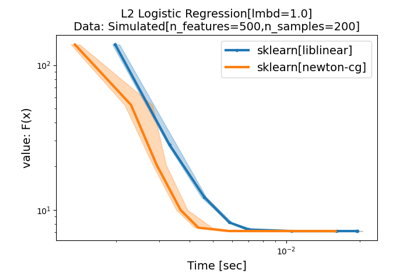 L2 Logistic Regression[lmbd=1.0]
Data: Simulated[n_features=500,n_samples=200]
sklearn[liblinear]
sklearn[newton-cg]
value: F(x)
10²
10¹
10⁻²
Time [sec]